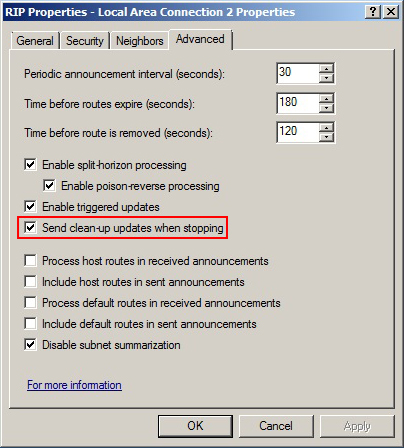 RIP Properties - Local Area Connection 2 Properties
General Security Neighbors Advanced
Periodic announcement interval (seconds): 30
Time before routes expire (seconds): 180
Time before route is removed (seconds): 120
Enable split-horizon processing
Enable poison-reverse processing
Enable triggered updates
Send clean-up updates when stopping
Process host routes in received announcements
Include host routes in sent announcements
Process default routes in received announcements
Include default routes in sent announcements
Disable subnet summarization
For more information
OK Cancel Apply